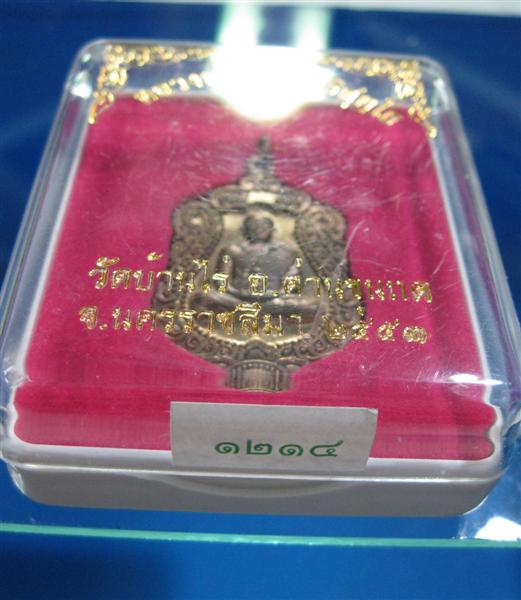 วัดบ้านไร่ อ.ด่านขุนทด
จ.นครราชสีมา ๒๕๕๓
๑๒๑๔